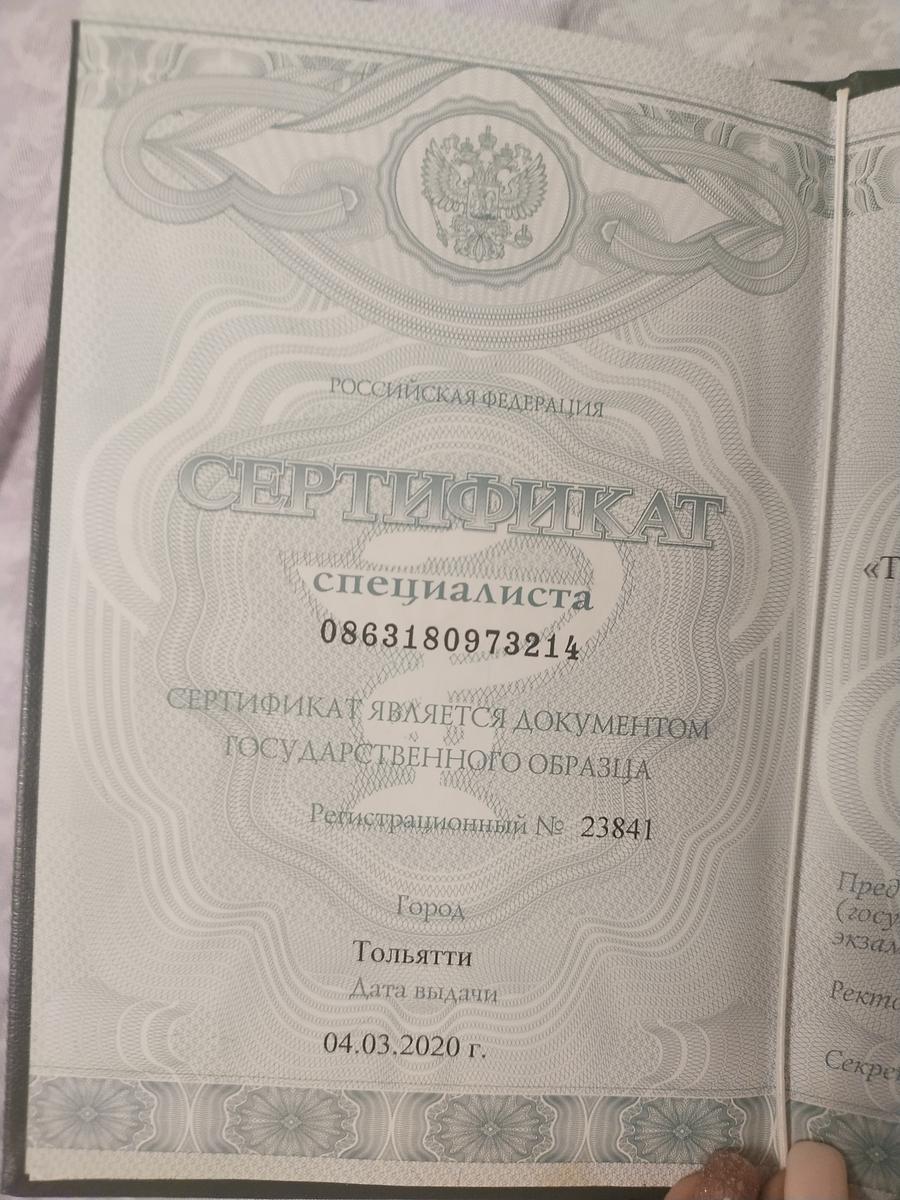 РОССИЙСКАЯ ФЕДЕРАЦИЯ
СЕРТИФИКАТ
специалиста
0863180973214
СЕРТИФИКАТ ЯВЛЯЕТСЯ ДОКУМЕНТОМ
ГОСУДАРСТВЕННОГО ОБРАЗЦА
Регистрационный № 23841
Город
Тольятти
Дата выдачи
04.03.2020 г.